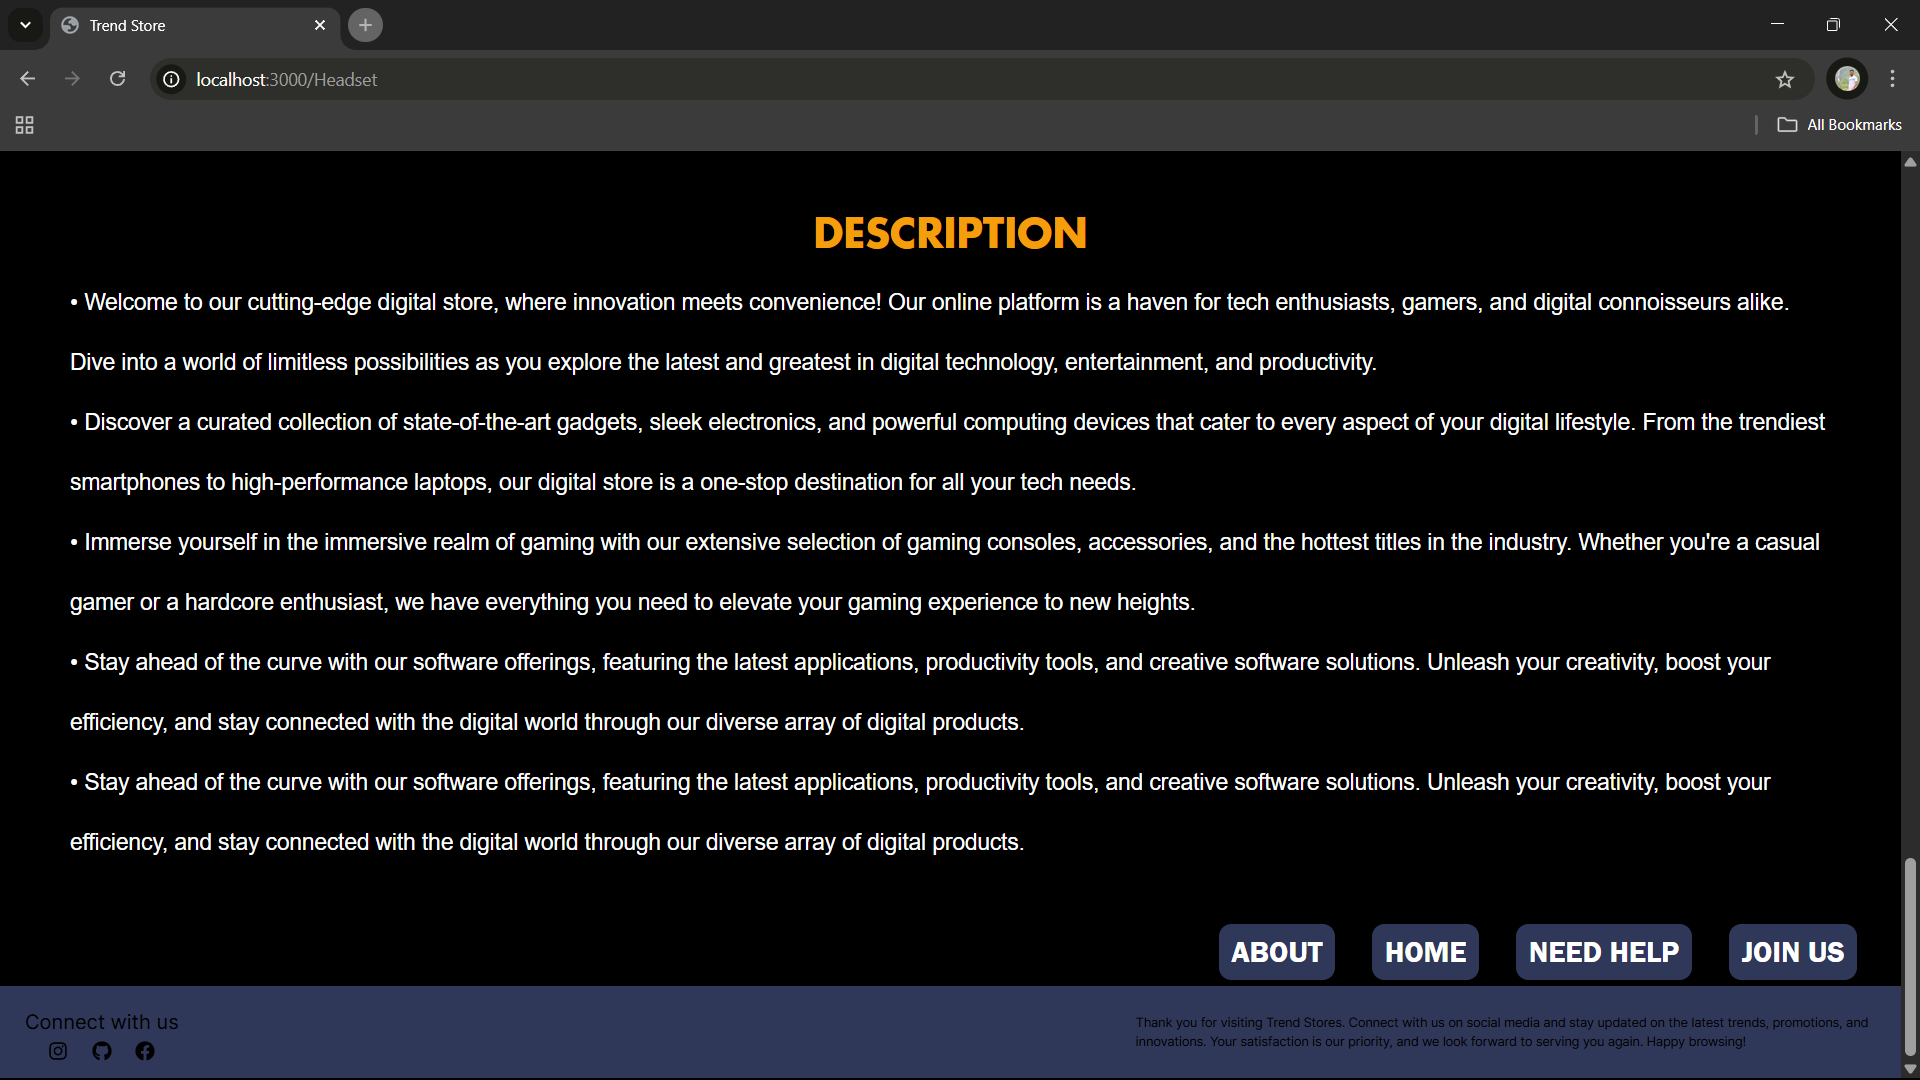 Trend Store
localhost:3000/Headset
All Bookmarks
DESCRIPTION
• Welcome to our cutting-edge digital store, where innovation meets convenience! Our online platform is a haven for tech enthusiasts, gamers, and digital connoisseurs alike.
Dive into a world of limitless possibilities as you explore the latest and greatest in digital technology, entertainment, and productivity.
• Discover a curated collection of state-of-the-art gadgets, sleek electronics, and powerful computing devices that cater to every aspect of your digital lifestyle. From the trendiest
smartphones to high-performance laptops, our digital store is a one-stop destination for all your tech needs.
• Immerse yourself in the immersive realm of gaming with our extensive selection of gaming consoles, accessories, and the hottest titles in the industry. Whether you're a casual
gamer or a hardcore enthusiast, we have everything you need to elevate your gaming experience to new heights.
• Stay ahead of the curve with our software offerings, featuring the latest applications, productivity tools, and creative software solutions. Unleash your creativity, boost your
efficiency, and stay connected with the digital world through our diverse array of digital products.
• Stay ahead of the curve with our software offerings, featuring the latest applications, productivity tools, and creative software solutions. Unleash your creativity, boost your
efficiency, and stay connected with the digital world through our diverse array of digital products.
ABOUT HOME NEED HELP JOIN US
Connect with us
Thank you for visiting Trend Stores. Connect with us on social media and stay updated on the latest trends, promotions, and
innovations. Your satisfaction is our priority, and we look forward to serving you again. Happy browsing!